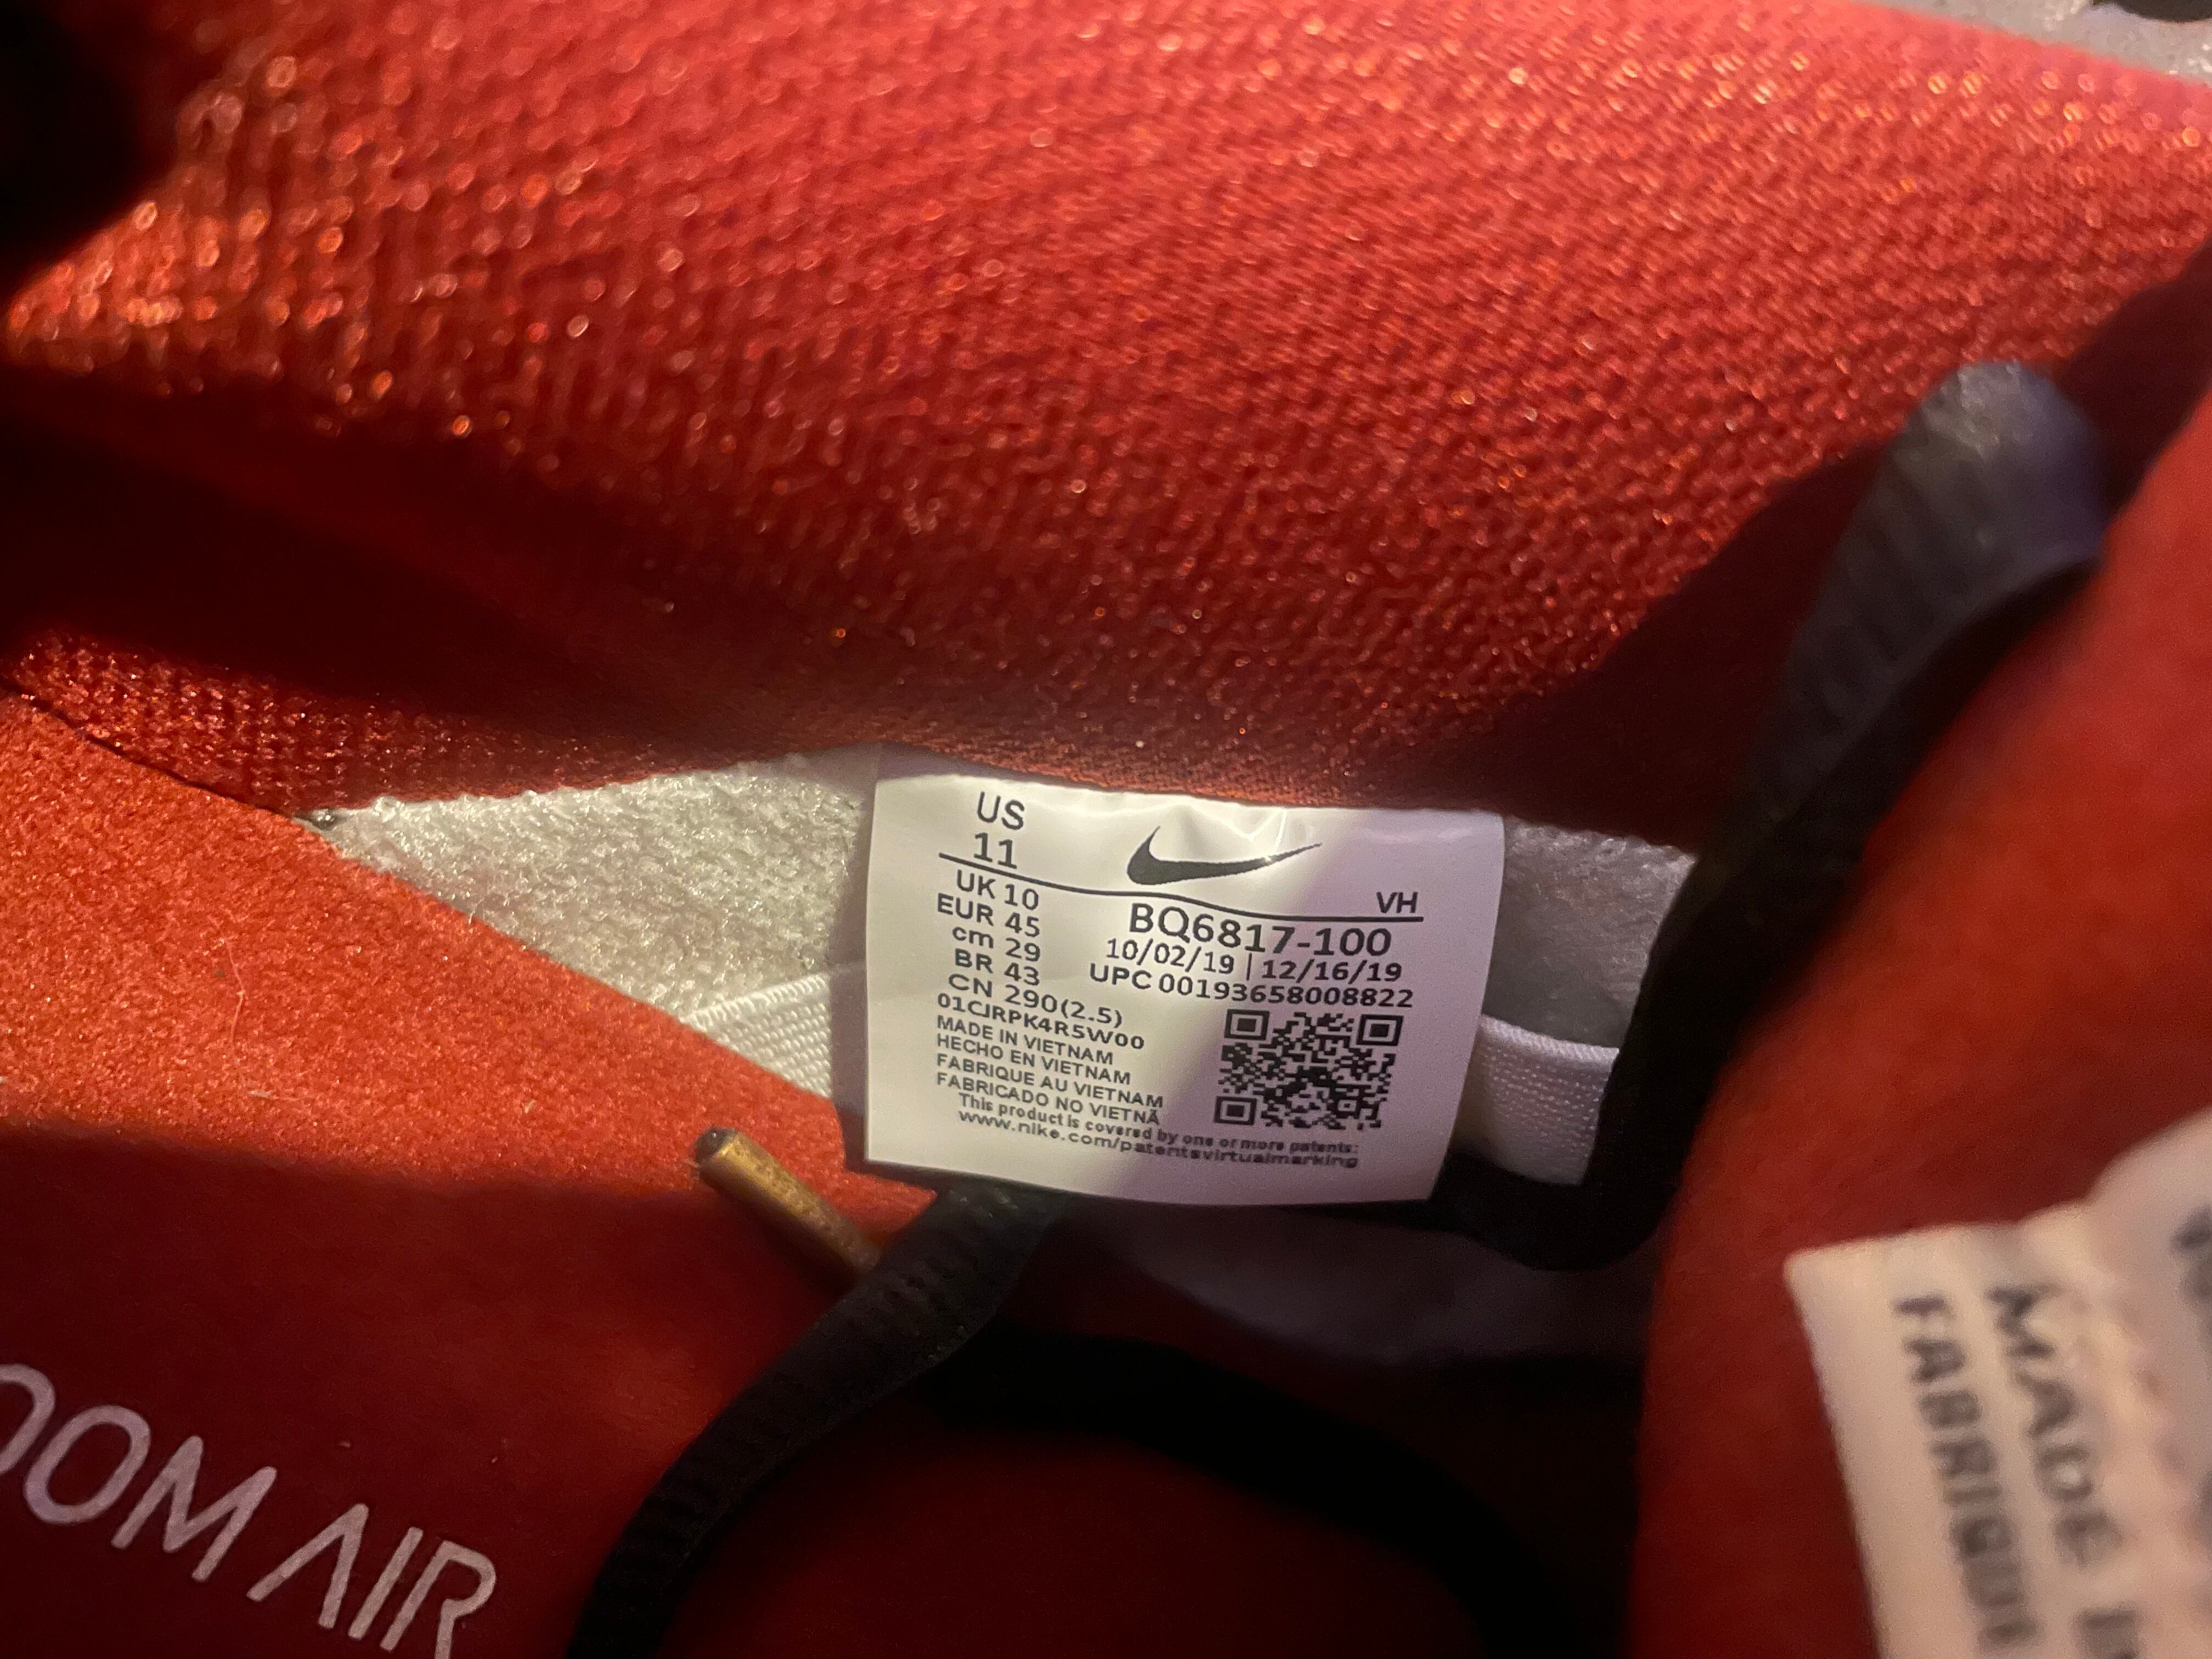 US
11
VH
UK 10
EUR 45
cm 29
BR 43
CN 290(2.5)
BQ6817-100
10/02/19 | 12/16/19
UPC 00193658008822
01CJRPK4R5W00
MADE IN VIETNAM
HECHO EN VIETNAM
FABRIQUE AU VIETNAM
FABRICADO NO VIETNÃ
This product is covered by one or more patents:
www.nike.com/patentsvirtualmarking
OOM AIR
MADE